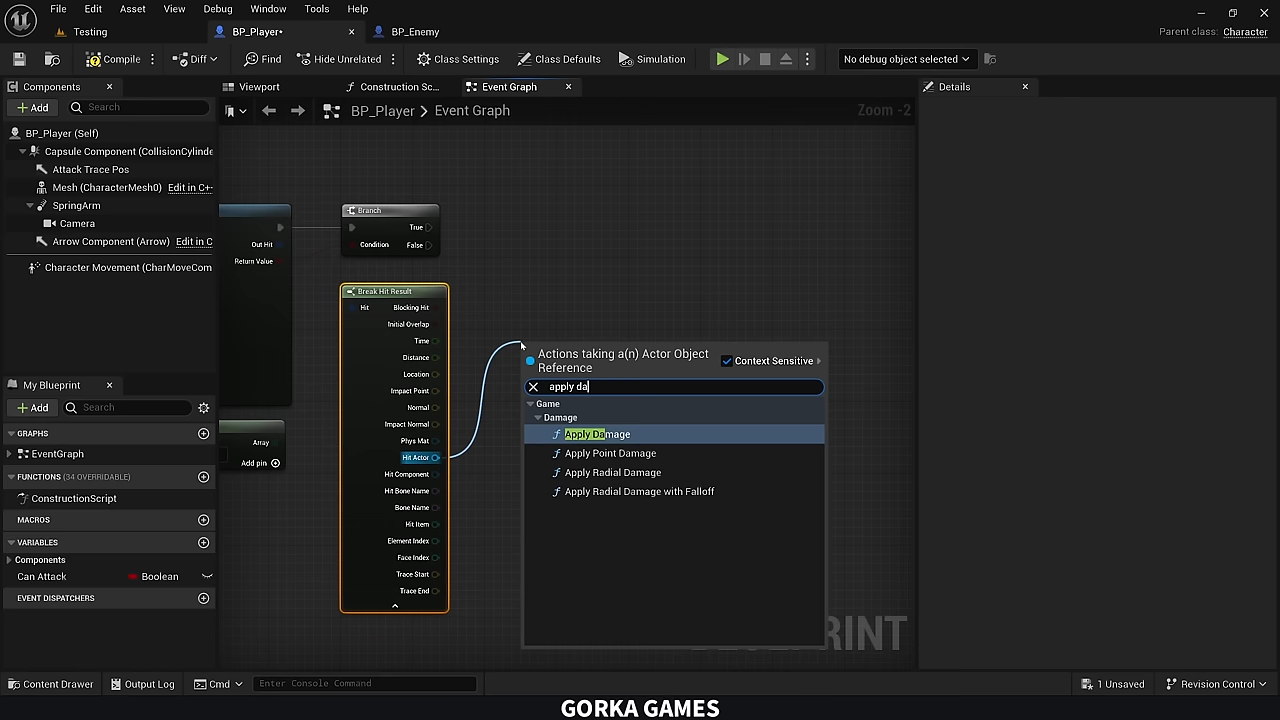 File Edit Asset View Debug Window Tools Help
Testing BP_Player• BP_Enemy Parent class: Character
Compile Diff Find Hide Unrelated Class Settings Class Defaults Simulation No debug object selected
Components Viewport Construction Sc... Event Graph Details
Add Search BP_Player Event Graph Zoom -2
BP_Player (Self)
Capsule Component (CollisionCylinde
Attack Trace Pos
Mesh (CharacterMesh0) Edit in C++
SpringArm
Camera
Arrow Component (Arrow) Edit in C
Character Movement (CharMoveCom
My Blueprint
Add Search
GRAPHS
EventGraph
FUNCTIONS (34 OVERRIDABLE)
ConstructionScript
MACROS
VARIABLES
Components
Can Attack Boolean
EVENT DISPATCHERS
Out Hit
Return Value
Array
Add pin
Branch
True
Condition False
Break Hit Result
Hit Blocking Hit
Initial Overlap
Time
Distance
Location
Impact Point
Normal
Impact Normal
Phys Mat
Hit Actor
Hit Component
Hit Bone Name
Bone Name
Hit Item
Element Index
Face Index
Trace Start
Trace End
Actions taking a(n) Actor Object
Reference
Context Sensitive
apply da
Game
Damage
Apply Damage
Apply Point Damage
Apply Radial Damage
Apply Radial Damage with Falloff
Content Drawer Output Log Cmd Enter Console Command 1 Unsaved Revision Control
GORKA GAMES